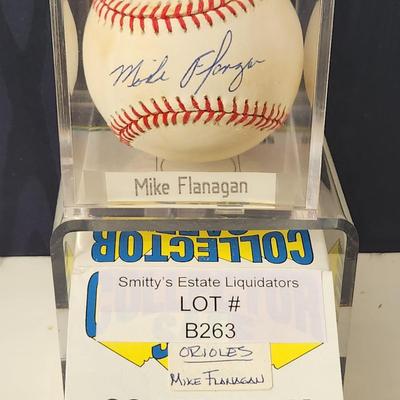 Mike Flanagan
Mike Flanagan
COLLECTOR
Smitty's Estate Liquidators
LOT #
B263
ORIOLES
MIKE FLANAGAN